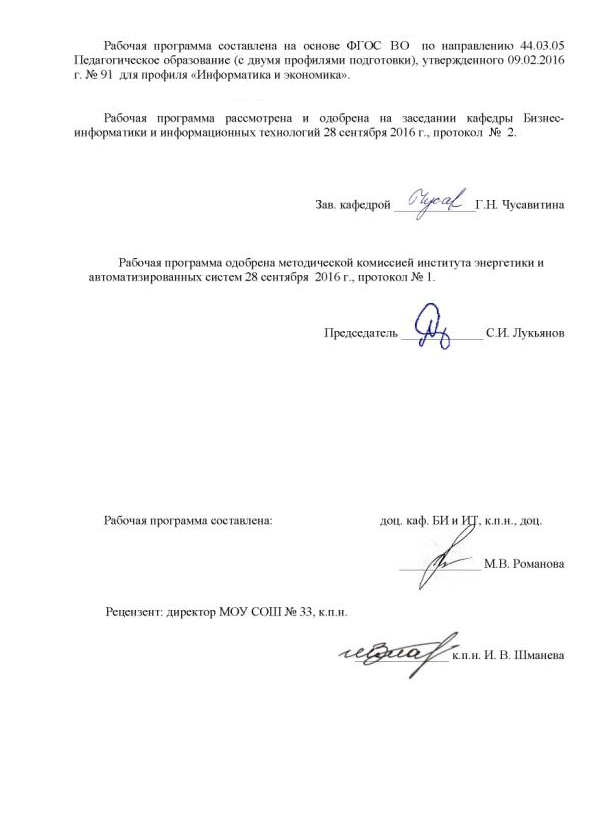 Рабочая программа составлена на основе ФГОС ВО по направлению 44.03.05
Педагогическое образование (с двумя профилями подготовки), утвержденного 09.02.2016
г. № 91 для профиля «Информатика и экономика».
Рабочая программа рассмотрена и одобрена на заседании кафедры Бизнес-
информатики и информационных технологий 28 сентября 2016 г., протокол № 2.
Зав. кафедрой ____________Г.Н. Чусавитина
Рабочая программа одобрена методической комиссией института энергетики и
автоматизированных систем 28 сентября 2016 г., протокол № 1.
Председатель ____________ С.И. Лукьянов
Рабочая программа составлена: доц. каф. БИ и ИТ, к.п.н., доц.
____________ М.В. Романова
Рецензент: директор МОУ СОШ № 33, к.п.н.
____________ к.п.н. И. В. Шманева